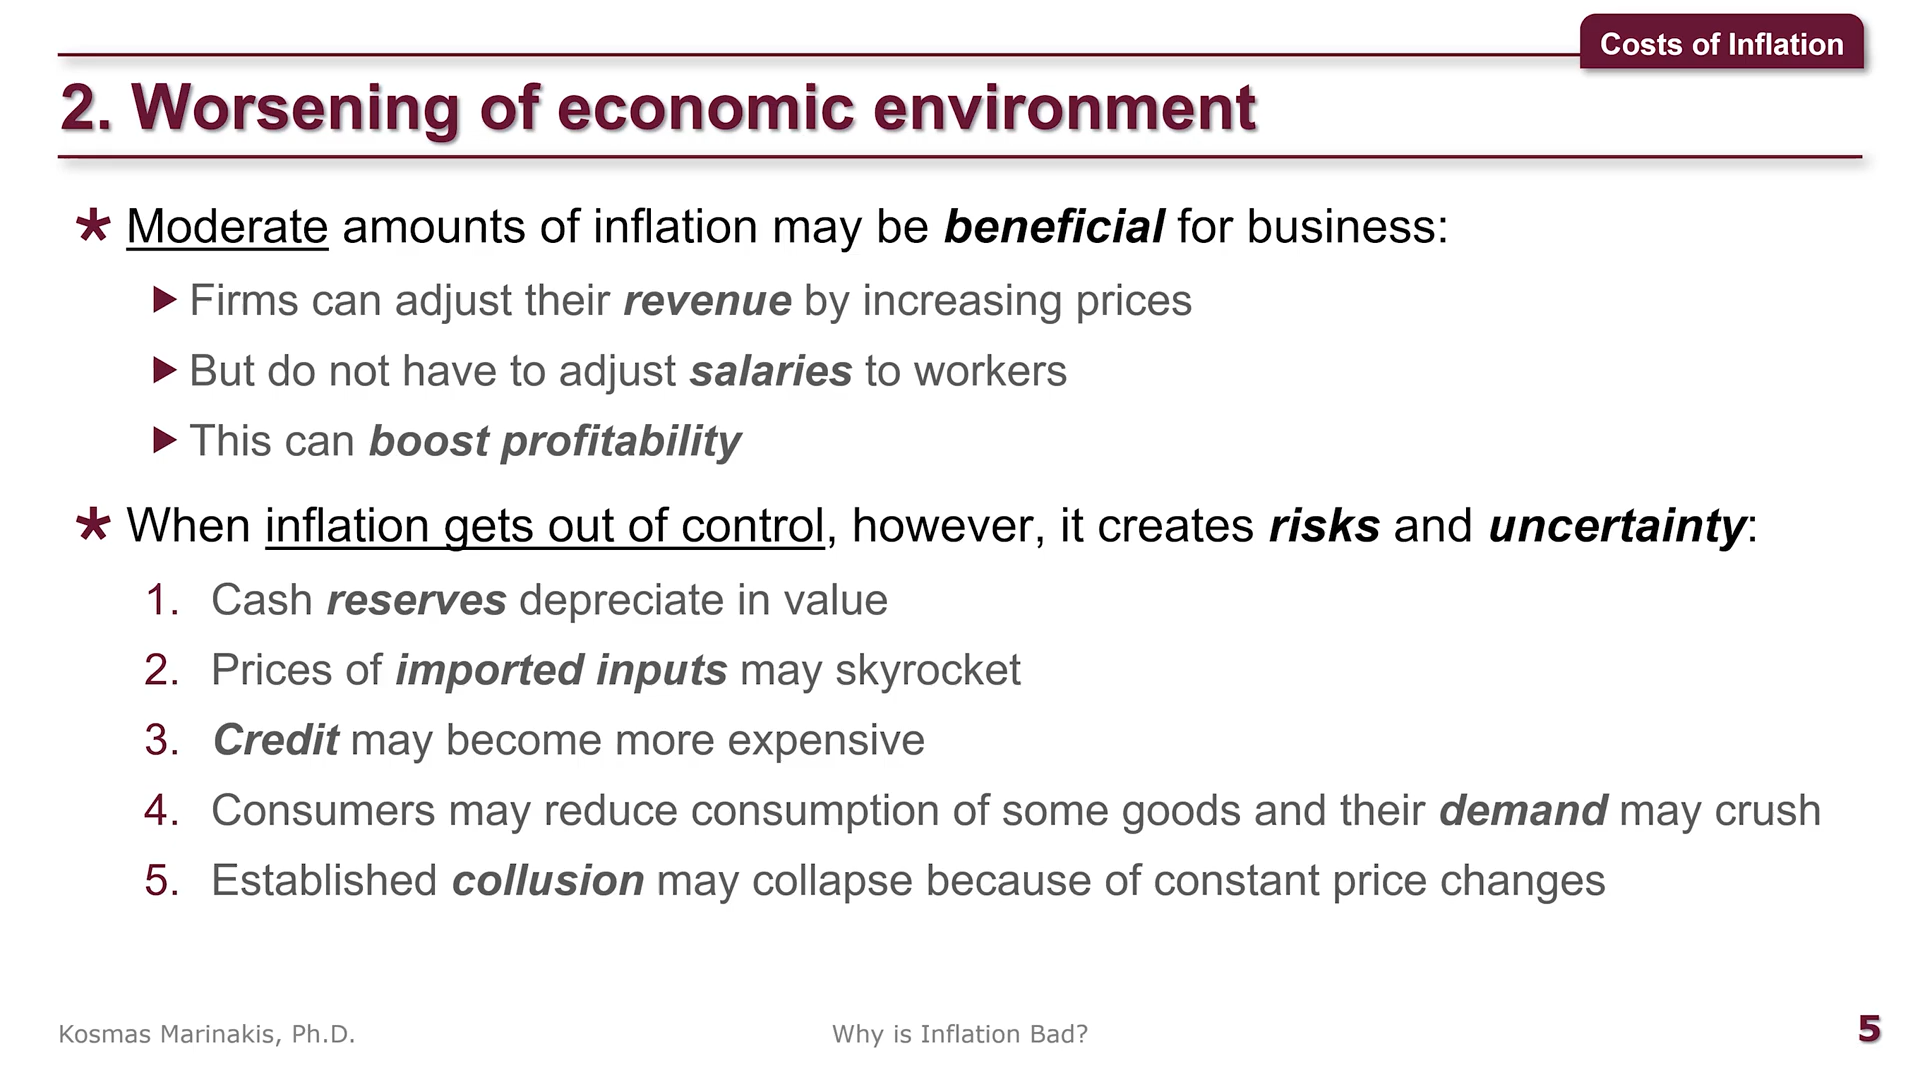 Costs of Inflation
2. Worsening of economic environment
* Moderate amounts of inflation may be beneficial for business:
▶ Firms can adjust their revenue by increasing prices
▶ But do not have to adjust salaries to workers
▶ This can boost profitability
* When inflation gets out of control, however, it creates risks and uncertainty:
1. Cash reserves depreciate in value
2. Prices of imported inputs may skyrocket
3. Credit may become more expensive
4. Consumers may reduce consumption of some goods and their demand may crush
5. Established collusion may collapse because of constant price changes
Kosmas Marinakis, Ph.D. Why is Inflation Bad? 5